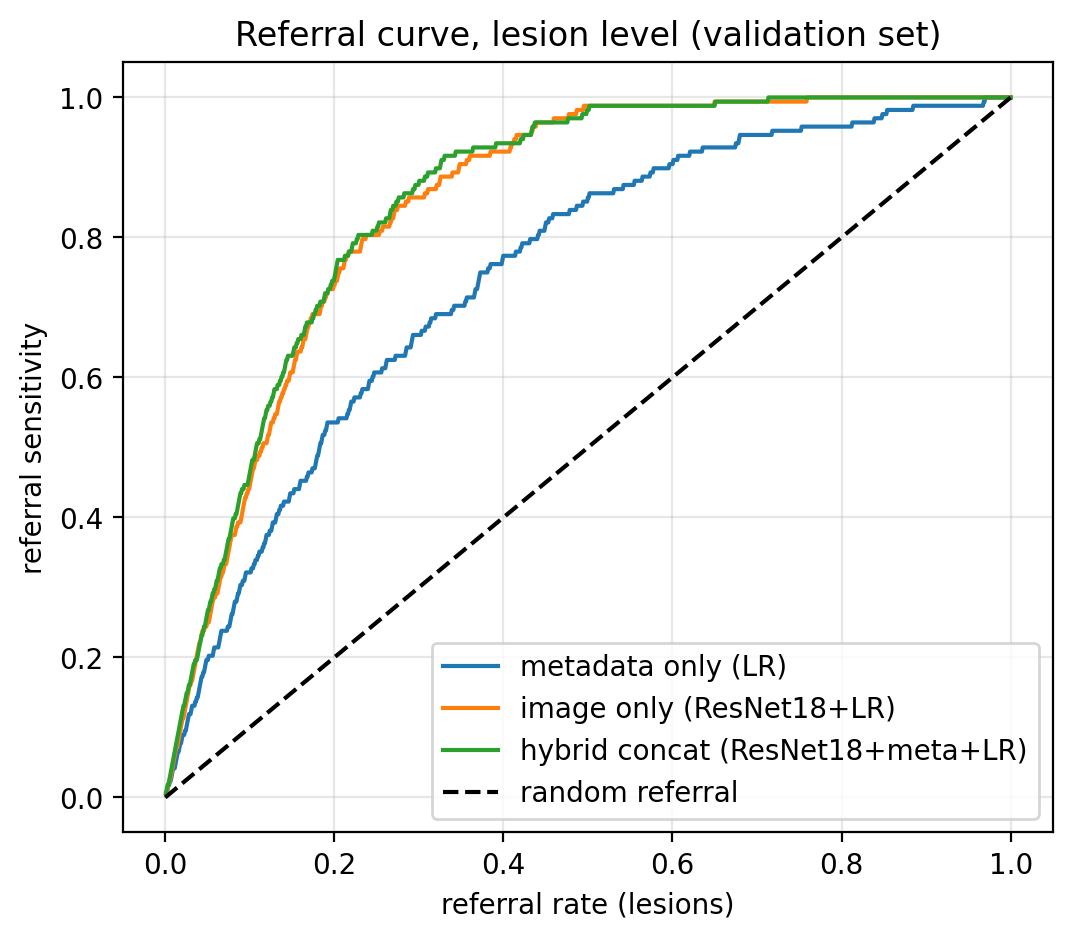 Referral curve, lesion level (validation set)
1.0
0.8
0.6
0.4
0.2
0.0
referral sensitivity
metadata only (LR)
image only (ResNet18+LR)
hybrid concat (ResNet18+meta+LR)
random referral
0.0 0.2 0.4 0.6 0.8 1.0
referral rate (lesions)